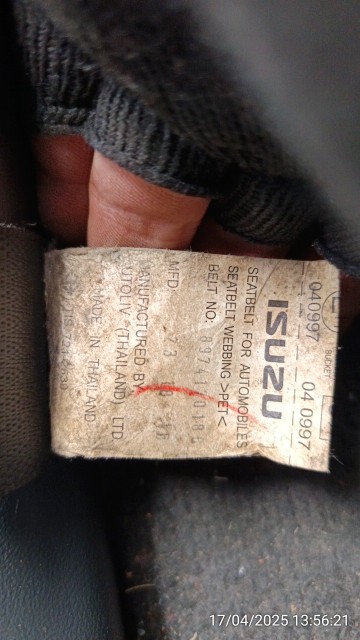 040997 04 0997
ISUZU
SEATBELT FOR AUTOMOBILES
SEATBELT WEBBING >PET<
BELT NO:
MFD
MANUFACTURED BY
AUTOLIV (THAILAND) LTD.
MADE IN THAILAND
17/04/2025 13:56:21